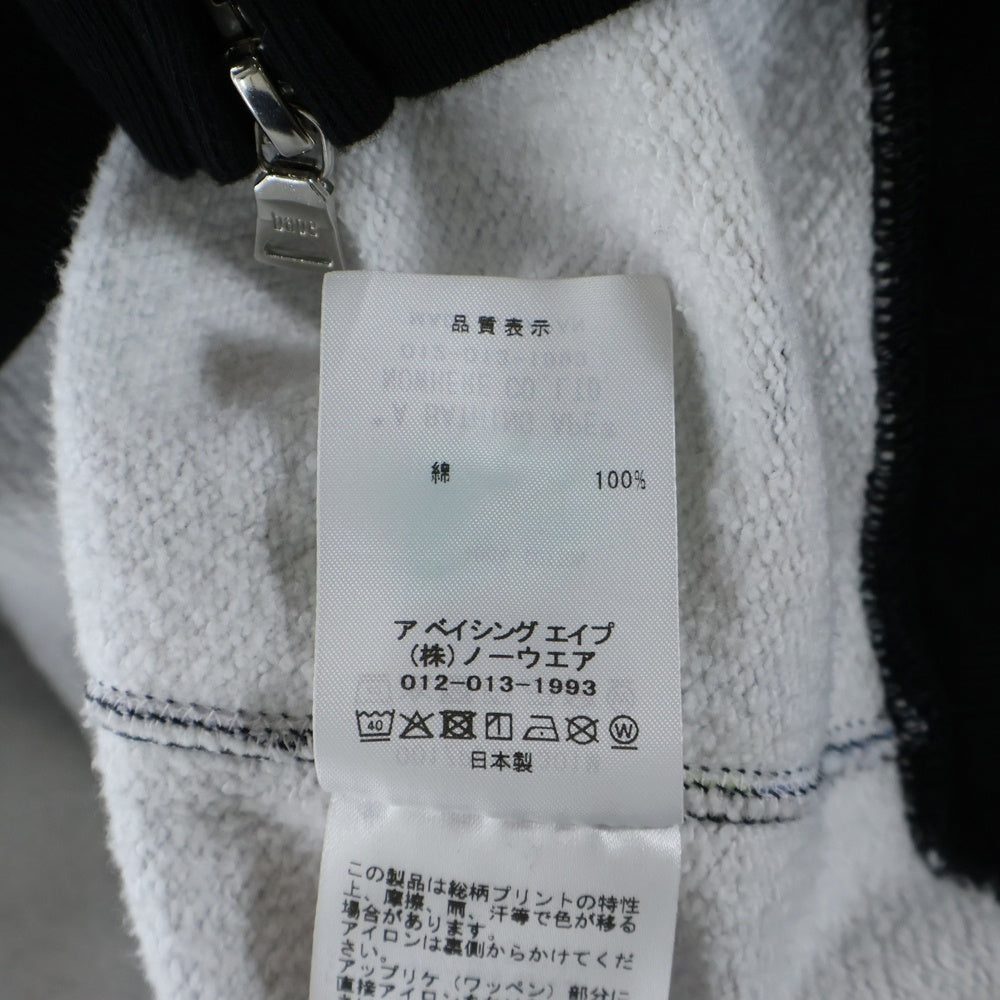 bape
品質表示
綿 100%
ア ベイシング エイプ
(株)ノーウエア
012-013-1993
40 W
日本製
この製品は総柄プリントの特性
上、摩擦、雨、汗等で色が移る
場合があります。
アイロンは裏側からかけてくだ
さい。
アップリケ(ワッペン)部分に
直接アイロンを